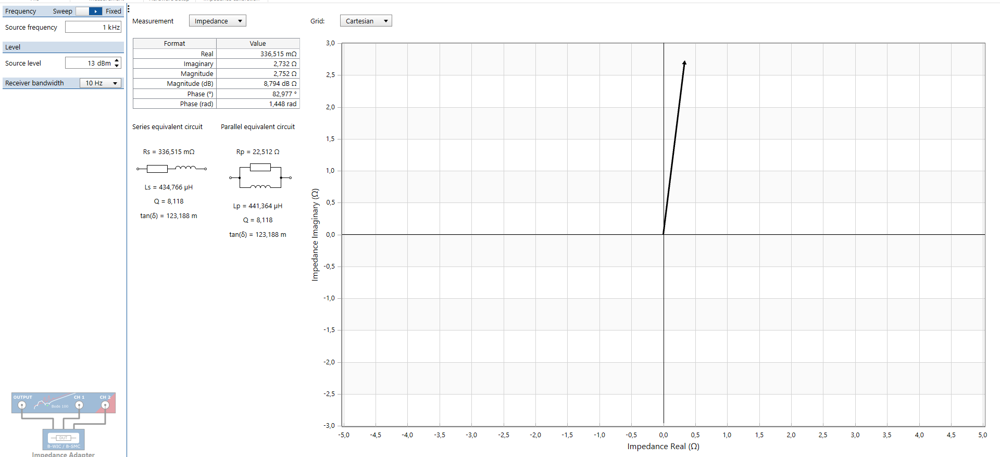 Frequency Sweep Fixed
Source frequency 1 kHz
Level
Source level 13 dBm
Receiver bandwidth 10 Hz
Measurement Impedance
Grid: Cartesian
Format Value
Real 336,515 mΩ
Imaginary 2,732 Ω
Magnitude 2,752 Ω
Magnitude (dB) 8,794 dB Ω
Phase (°) 82,977 °
Phase (rad) 1,448 rad
Series equivalent circuit
Rs = 336,515 mΩ
Ls = 434,766 µH
Q = 8,118
tan(δ) = 123,188 m
Parallel equivalent circuit
Rp = 22,512 Ω
Lp = 441,364 µH
Q = 8,118
tan(δ) = 123,188 m
Impedance Imaginary (Ω)
3,0
2,5
2,0
1,5
1,0
0,5
0,0
-0,5
-1,0
-1,5
-2,0
-2,5
-3,0
-5,0 -4,5 -4,0 -3,5 -3,0 -2,5 -2,0 -1,5 -1,0 -0,5 0,0 0,5 1,0 1,5 2,0 2,5 3,0 3,5 4,0 4,5 5,0
Impedance Real (Ω)
OUTPUT CH 1 CH 2
Bode 100
DUT
B-WIC / B-SMC
Impedance Adapter